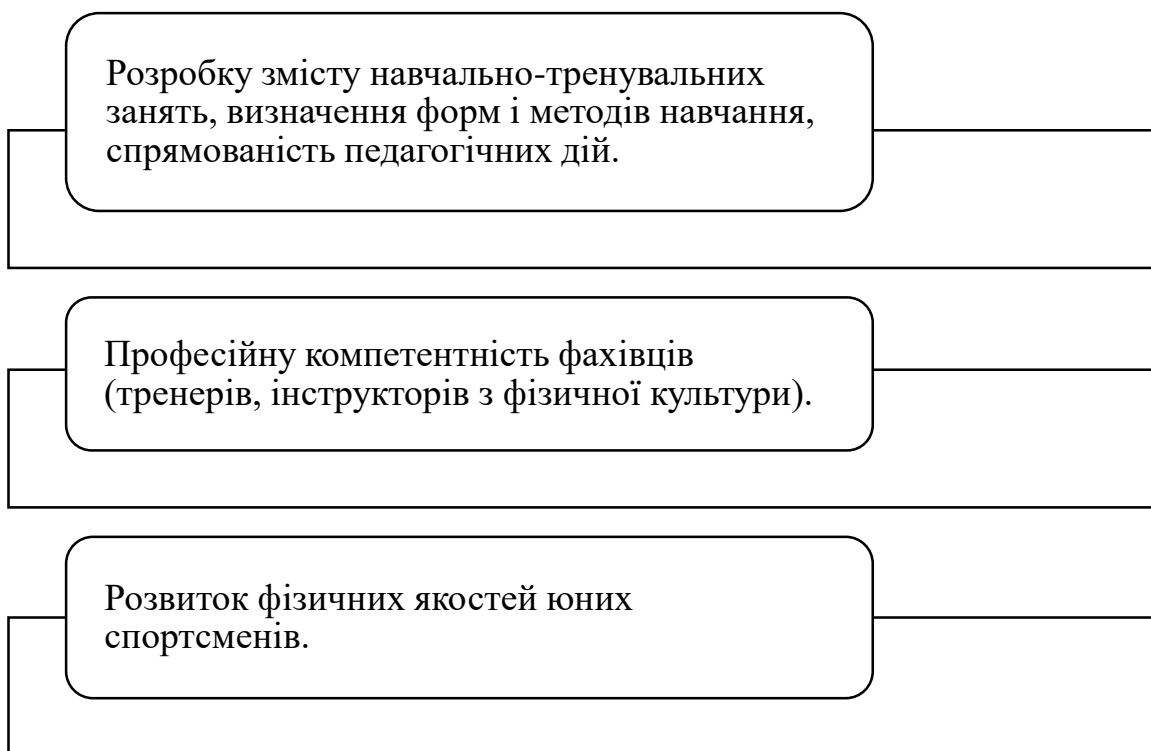 Розробку змісту навчально-тренувальних
занять, визначення форм і методів навчання,
спрямованість педагогічних дій.
Професійну компетентність фахівців
(тренерів, інструкторів з фізичної культури).
Розвиток фізичних якостей юних
спортсменів.